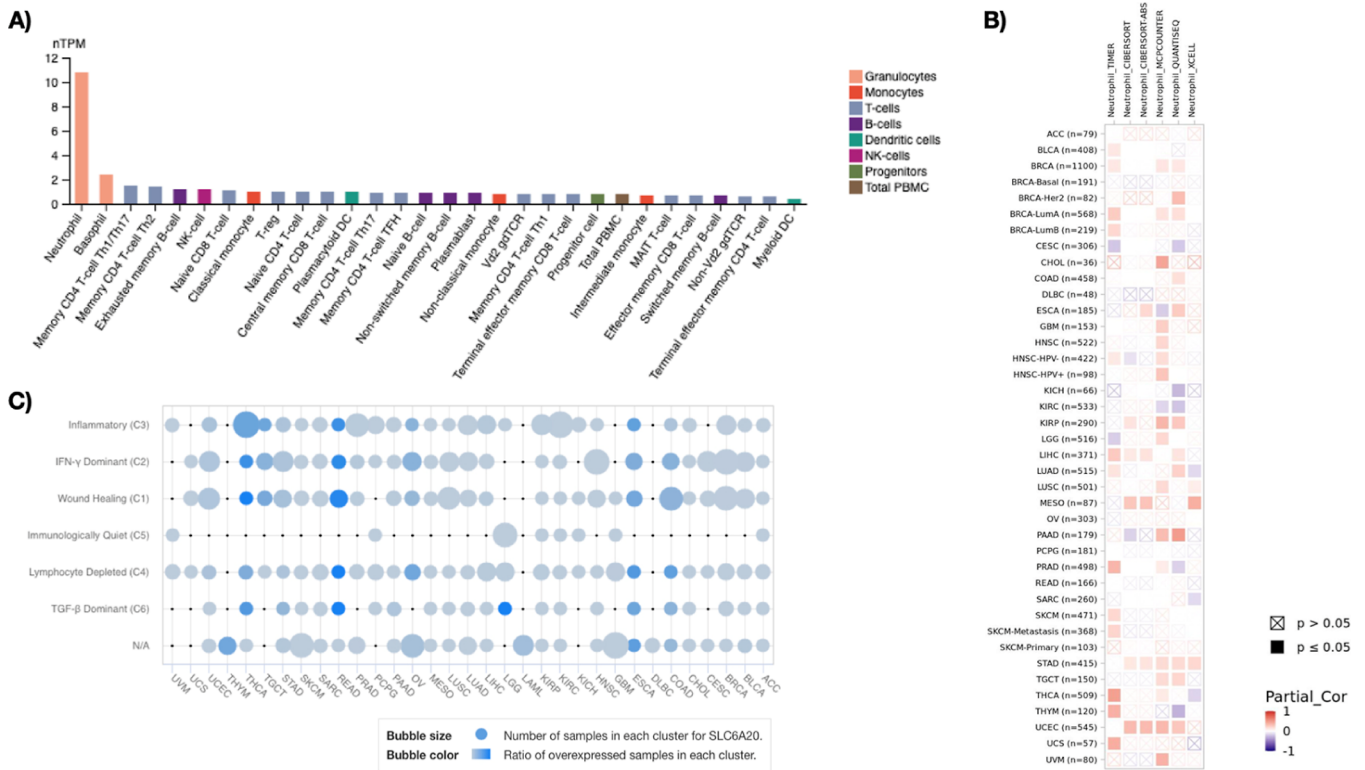 A)
nTPM
12
10
8
6
4
2
0
Neutrophil
Basophil
Memory CD4 T-cell Th1/Th17
Memory CD4 T-cell Th2
Exhausted memory B-cell
NK-cell
Naive CD8 T-cell
Classical monocyte
T-reg
Naive CD4 T-cell
Central memory CD8 T-cell
Plasmacytoid DC
Memory CD4 T-cell Th17
Memory CD4 T-cell TFH
Naive B-cell
Non-switched memory B-cell
Plasmablast
Non-classical monocyte
Vd2 gdTCR
Memory CD4 T-cell Th1
Terminal effector memory CD8 T-cell
Progenitor cell
Total PBMC
Intermediate monocyte
MAIT T-cell
Effector memory CD8 T-cell
Switched memory B-cell
Non-Vd2 gdTCR
Terminal effector memory CD4 T-cell
Myeloid DC
Granulocytes
Monocytes
T-cells
B-cells
Dendritic cells
NK-cells
Progenitors
Total PBMC
B)
Neutrophil_TIMER
Neutrophil_CIBERSORT
Neutrophil_CIBERSORT-ABS
Neutrophil_MCPCOUNTER
Neutrophil_QUANTISEQ
Neutrophil_XCELL
ACC (n=79)
BLCA (n=408)
BRCA (n=1100)
BRCA-Basal (n=191)
BRCA-Her2 (n=82)
BRCA-LumA (n=568)
BRCA-LumB (n=219)
CESC (n=306)
CHOL (n=36)
COAD (n=458)
DLBC (n=48)
ESCA (n=185)
GBM (n=153)
HNSC (n=522)
HNSC-HPV- (n=422)
HNSC-HPV+ (n=98)
KICH (n=66)
KIRC (n=533)
KIRP (n=290)
LGG (n=516)
LIHC (n=371)
LUAD (n=515)
LUSC (n=501)
MESO (n=87)
OV (n=303)
PAAD (n=179)
PCPG (n=181)
PRAD (n=498)
READ (n=166)
SARC (n=260)
SKCM (n=471)
SKCM-Metastasis (n=368)
SKCM-Primary (n=103)
STAD (n=415)
TGCT (n=150)
THCA (n=509)
THYM (n=120)
UCEC (n=545)
UCS (n=57)
UVM (n=80)
p > 0.05
p ≤ 0.05
Partial_Cor
1
0
-1
C)
Inflammatory (C3)
IFN-γ Dominant (C2)
Wound Healing (C1)
Immunologically Quiet (C5)
Lymphocyte Depleted (C4)
TGF-β Dominant (C6)
N/A
UVM
UCS
UCEC
THYM
THCA
TGCT
STAD
SKCM
SARC
READ
PRAD
PCPG
PAAD
OV
MESO
LUSC
LUAD
LIHC
LGG
LAML
KIRP
KIRC
KICH
HNSC
GBM
ESCA
DLBC
COAD
CHOL
CESC
BRCA
BLCA
ACC
Bubble size Number of samples in each cluster for SLC6A20.
Bubble color Ratio of overexpressed samples in each cluster.